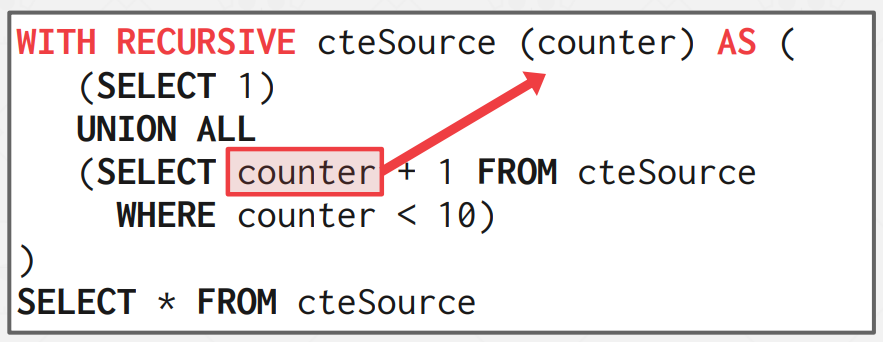 WITH RECURSIVE cteSource (counter) AS (
(SELECT 1)
UNION ALL
(SELECT counter + 1 FROM cteSource
WHERE counter < 10)
)
SELECT * FROM cteSource